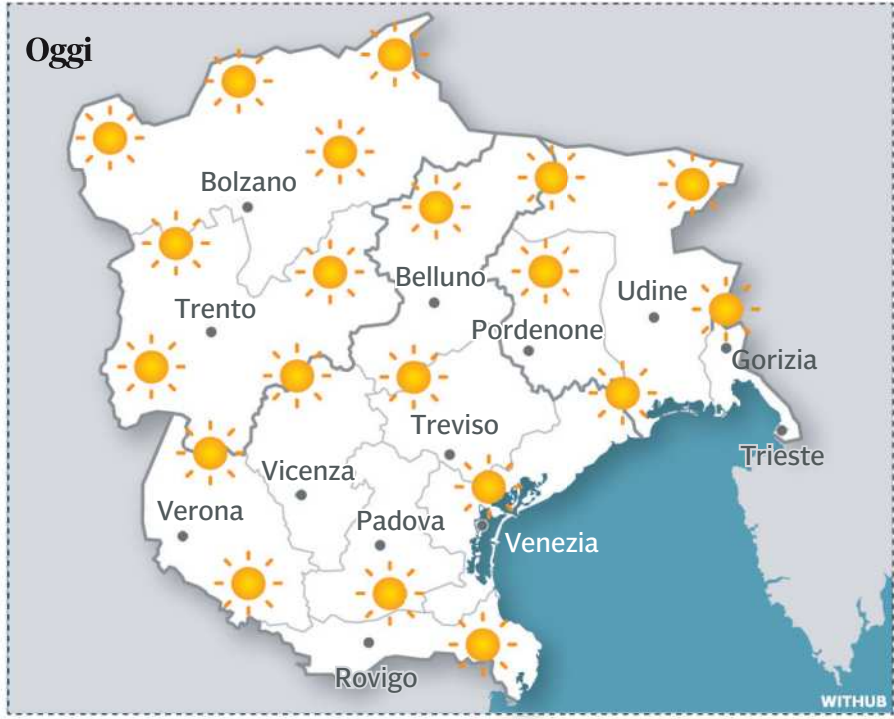 Oggi
Bolzano
Belluno
Udine
Trento
Pordenone
Gorizia
Treviso
Trieste
Vicenza
Verona
Padova
Venezia
Rovigo
WITHUB